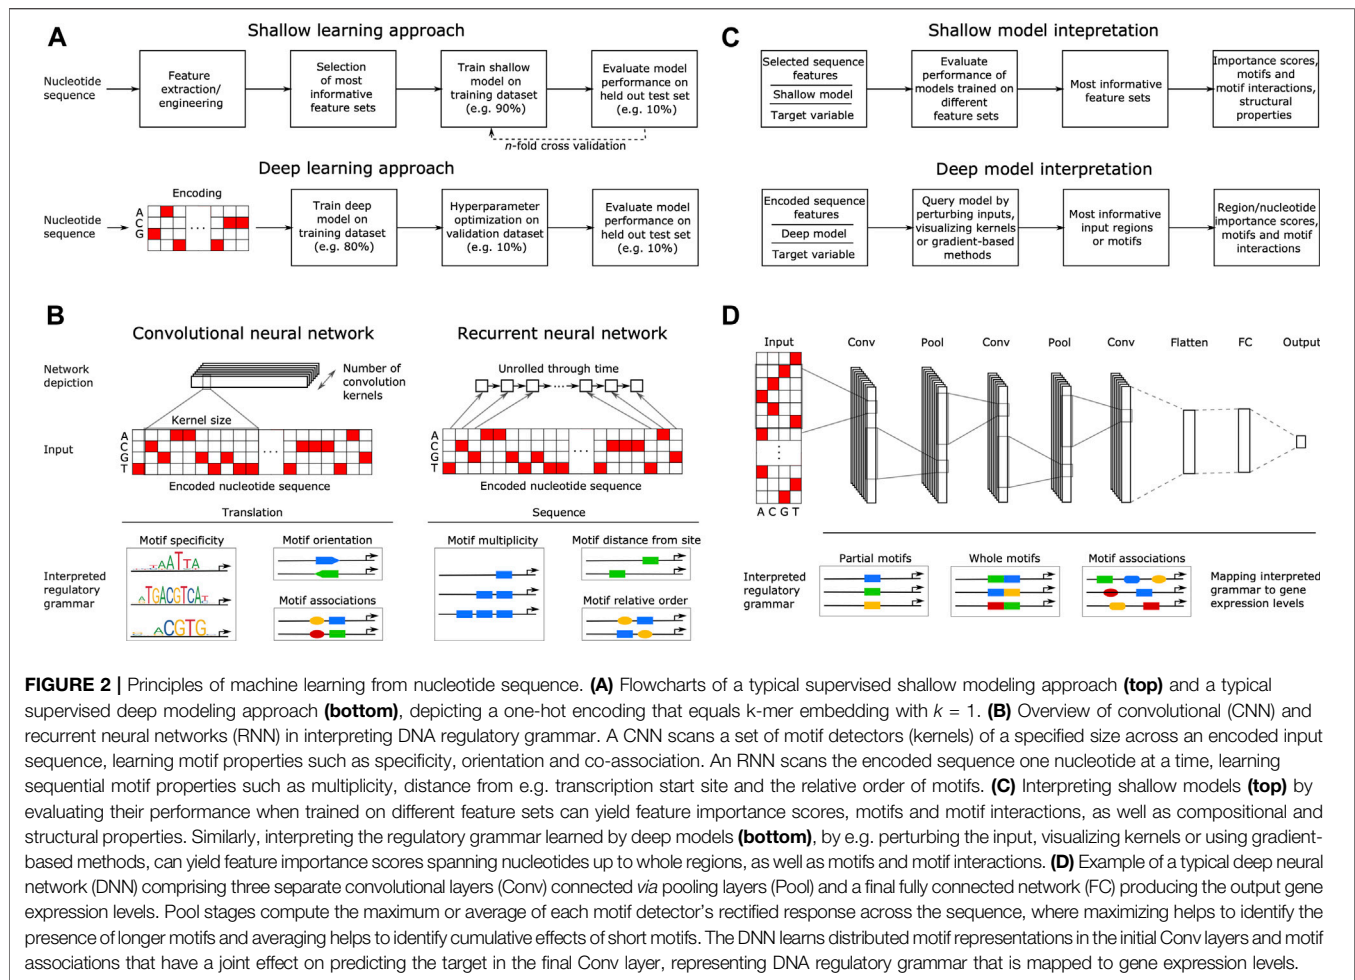 A
Shallow learning approach
Nucleotide
sequence
Feature
extraction/
engineering
Selection
of most
informative
feature sets
Train shallow
model on
training dataset
(e.g. 90%)
Evaluate model
performance on
held out test set
(e.g. 10%)
n-fold cross validation
Deep learning approach
Nucleotide
sequence
Encoding
A
C
G
...
Train deep
model on
training dataset
(e.g. 80%)
Hyperparameter
optimization on
validation dataset
(e.g. 10%)
Evaluate model
performance on
held out test set
(e.g. 10%)
C
Shallow model intepretation
Selected sequence
features
Shallow model
Target variable
Evaluate
performance of
models trained on
different
feature sets
Most informative
feature sets
Importance scores,
motifs and
motif interactions,
structural
properties
Deep model interpretation
Encoded sequence
features
Deep model
Target variable
Query model by
perturbing inputs,
visualizing kernels
or gradient-based
methods
Most informative
input regions
or motifs
Region/nucleotide
importance scores,
motifs and motif
interactions
B
Convolutional neural network
Recurrent neural network
Network
depiction
Number of
convolution
kernels
Unrolled through time
Kernel size
Input
A
C
G
T
...
Encoded nucleotide sequence
A
C
G
T
...
Encoded nucleotide sequence
Translation
Sequence
Interpreted
regulatory
grammar
Motif specificity
AATTA
ATGACGTCAT
ACGTG
Motif orientation
Motif associations
Motif multiplicity
Motif distance from site
Motif relative order
D
Input
Conv
Pool
Conv
Pool
Conv
Flatten
FC
Output
A C G T
Interpreted
regulatory
grammar
Partial motifs
Whole motifs
Motif associations
Mapping interpreted
grammar to gene
expression levels
FIGURE 2 | Principles of machine learning from nucleotide sequence. (A) Flowcharts of a typical supervised shallow modeling approach (top) and a typical
supervised deep modeling approach (bottom), depicting a one-hot encoding that equals k-mer embedding with k = 1. (B) Overview of convolutional (CNN) and
recurrent neural networks (RNN) in interpreting DNA regulatory grammar. A CNN scans a set of motif detectors (kernels) of a specified size across an encoded input
sequence, learning motif properties such as specificity, orientation and co-association. An RNN scans the encoded sequence one nucleotide at a time, learning
sequential motif properties such as multiplicity, distance from e.g. transcription start site and the relative order of motifs. (C) Interpreting shallow models (top) by
evaluating their performance when trained on different feature sets can yield feature importance scores, motifs and motif interactions, as well as compositional and
structural properties. Similarly, interpreting the regulatory grammar learned by deep models (bottom), by e.g. perturbing the input, visualizing kernels or using gradient-
based methods, can yield feature importance scores spanning nucleotides up to whole regions, as well as motifs and motif interactions. (D) Example of a typical deep neural
network (DNN) comprising three separate convolutional layers (Conv) connected via pooling layers (Pool) and a final fully connected network (FC) producing the output gene
expression levels. Pool stages compute the maximum or average of each motif detector's rectified response across the sequence, where maximizing helps to identify the
presence of longer motifs and averaging helps to identify cumulative effects of short motifs. The DNN learns distributed motif representations in the initial Conv layers and motif
associations that have a joint effect on predicting the target in the final Conv layer, representing DNA regulatory grammar that is mapped to gene expression levels.